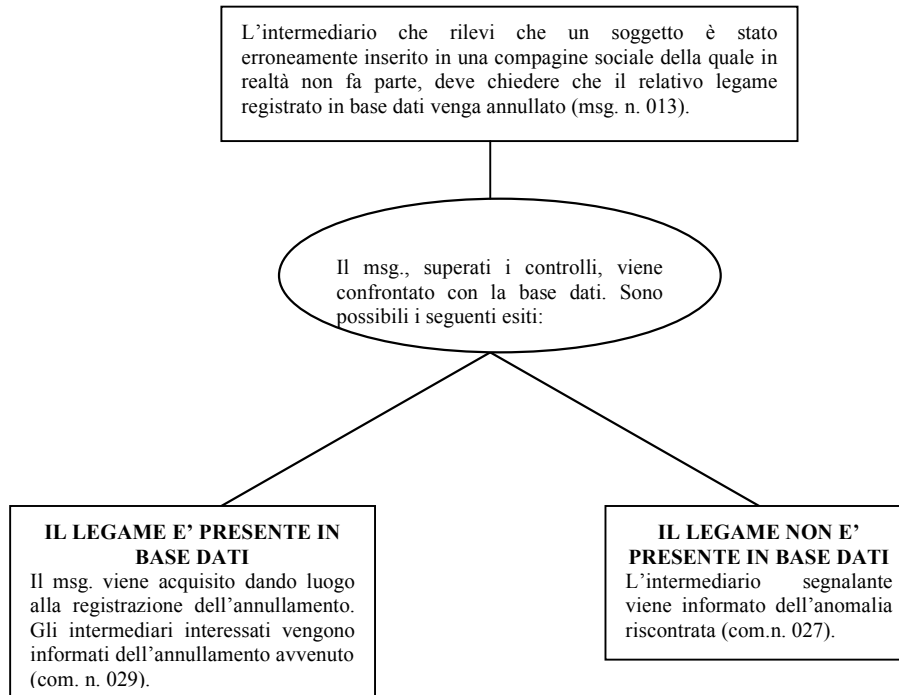 L’intermediario che rilevi che un soggetto è stato
erroneamente inserito in una compagine sociale della quale in
realtà non fa parte, deve chiedere che il relativo legame
registrato in base dati venga annullato (msg. n. 013).
Il msg., superati i controlli, viene
confrontato con la base dati. Sono
possibili i seguenti esiti:
IL LEGAME E’ PRESENTE IN
BASE DATI
Il msg. viene acquisito dando luogo
alla registrazione dell’annullamento.
Gli intermediari interessati vengono
informati dell’annullamento avvenuto
(com. n. 029).
IL LEGAME NON E’
PRESENTE IN BASE DATI
L’intermediario segnalante
viene informato dell’anomalia
riscontrata (com.n. 027).